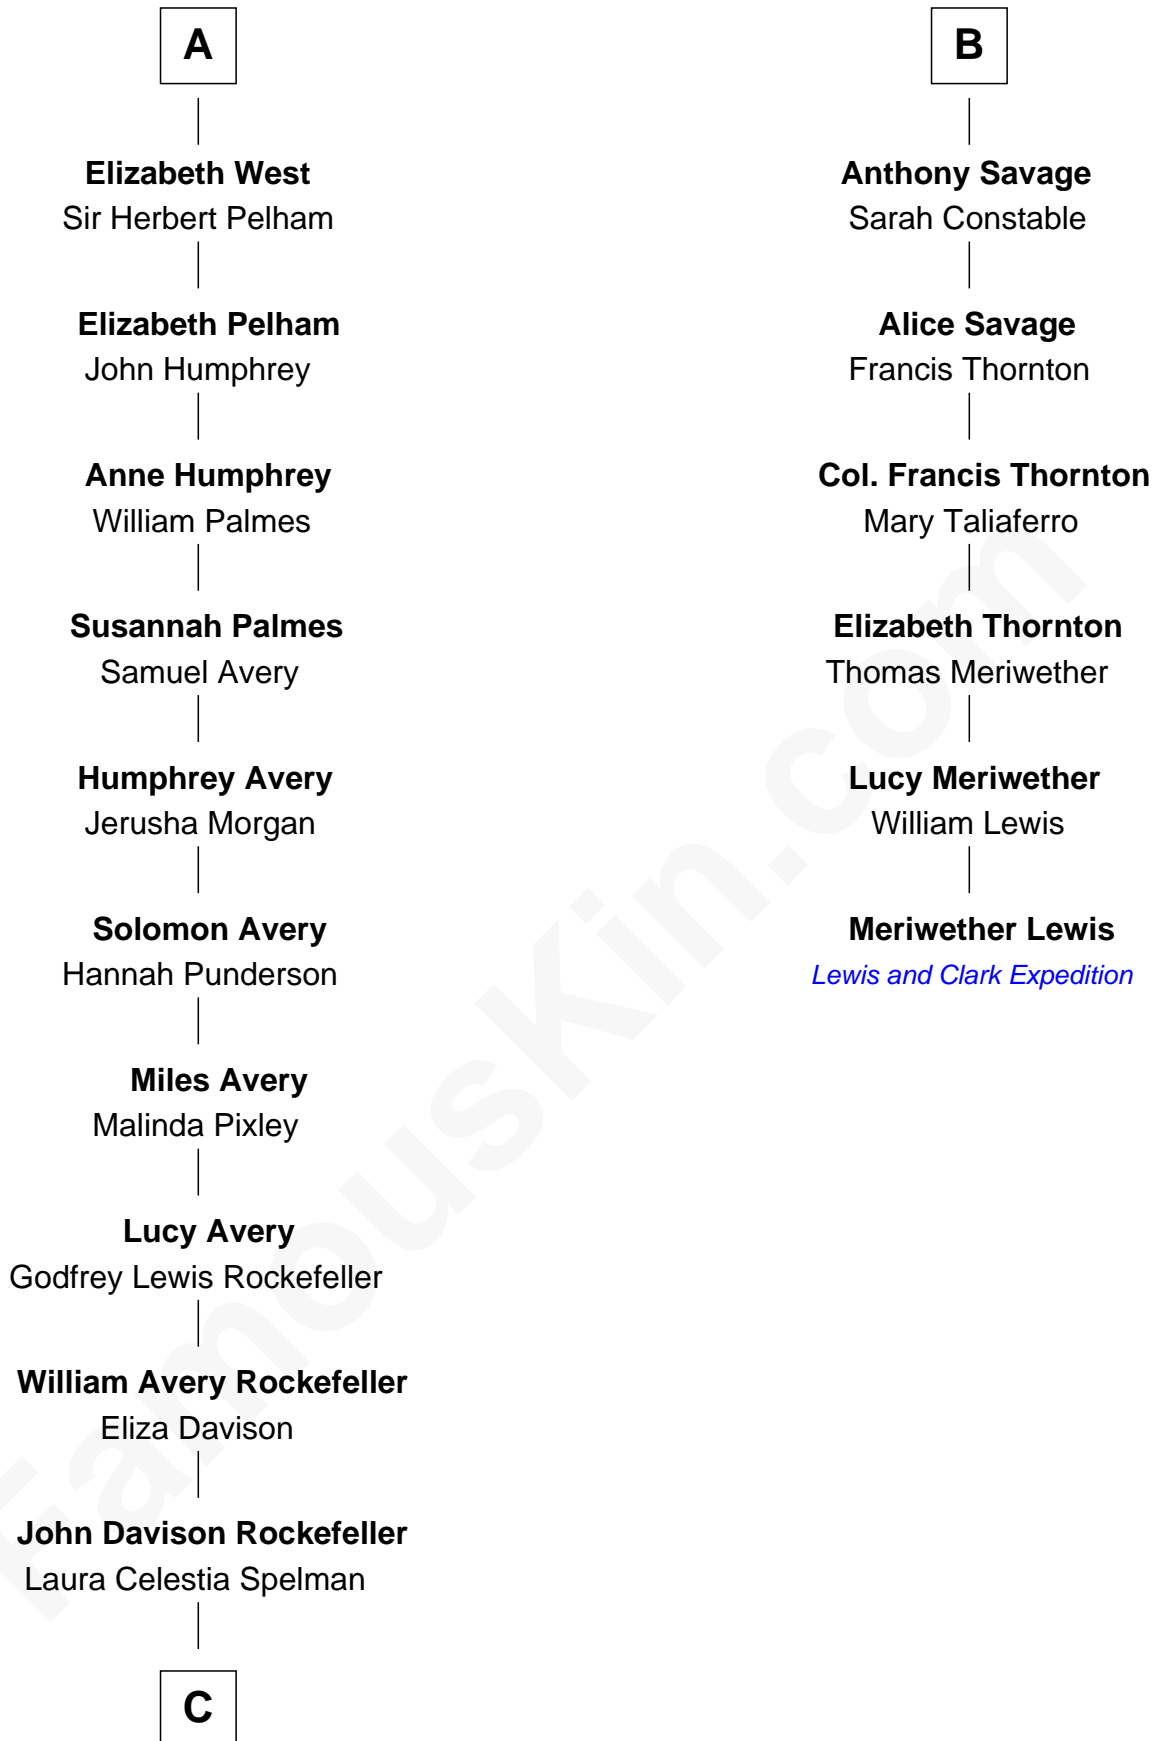 A
Elizabeth West
Sir Herbert Pelham
Elizabeth Pelham
John Humphrey
Anne Humphrey
William Palmes
Susannah Palmes
Samuel Avery
Humphrey Avery
Jerusha Morgan
Solomon Avery
Hannah Punderson
Miles Avery
Malinda Pixley
Lucy Avery
Godfrey Lewis Rockefeller
William Avery Rockefeller
Eliza Davison
John Davison Rockefeller
Laura Celestia Spelman
C
B
Anthony Savage
Sarah Constable
Alice Savage
Francis Thornton
Col. Francis Thornton
Mary Taliaferro
Elizabeth Thornton
Thomas Meriwether
Lucy Meriwether
William Lewis
Meriwether Lewis
Lewis and Clark Expedition
FamousKin.com